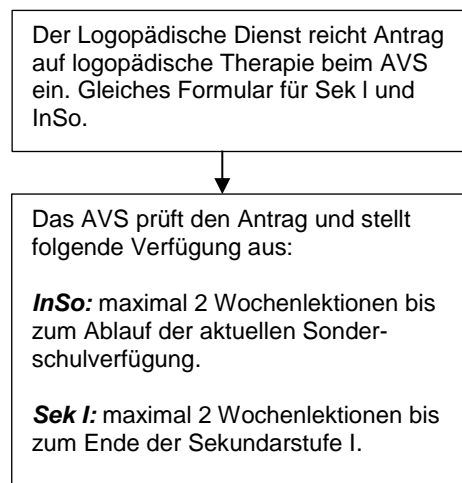 Der Logopädische Dienst reicht Antrag
auf logopädische Therapie beim AVS
ein. Gleiches Formular für Sek I und
InSo.
Das AVS prüft den Antrag und stellt
folgende Verfügung aus:
InSo: maximal 2 Wochenlektionen bis
zum Ablauf der aktuellen Sonder-
schulverfügung.
Sek I: maximal 2 Wochenlektionen bis
zum Ende der Sekundarstufe I.